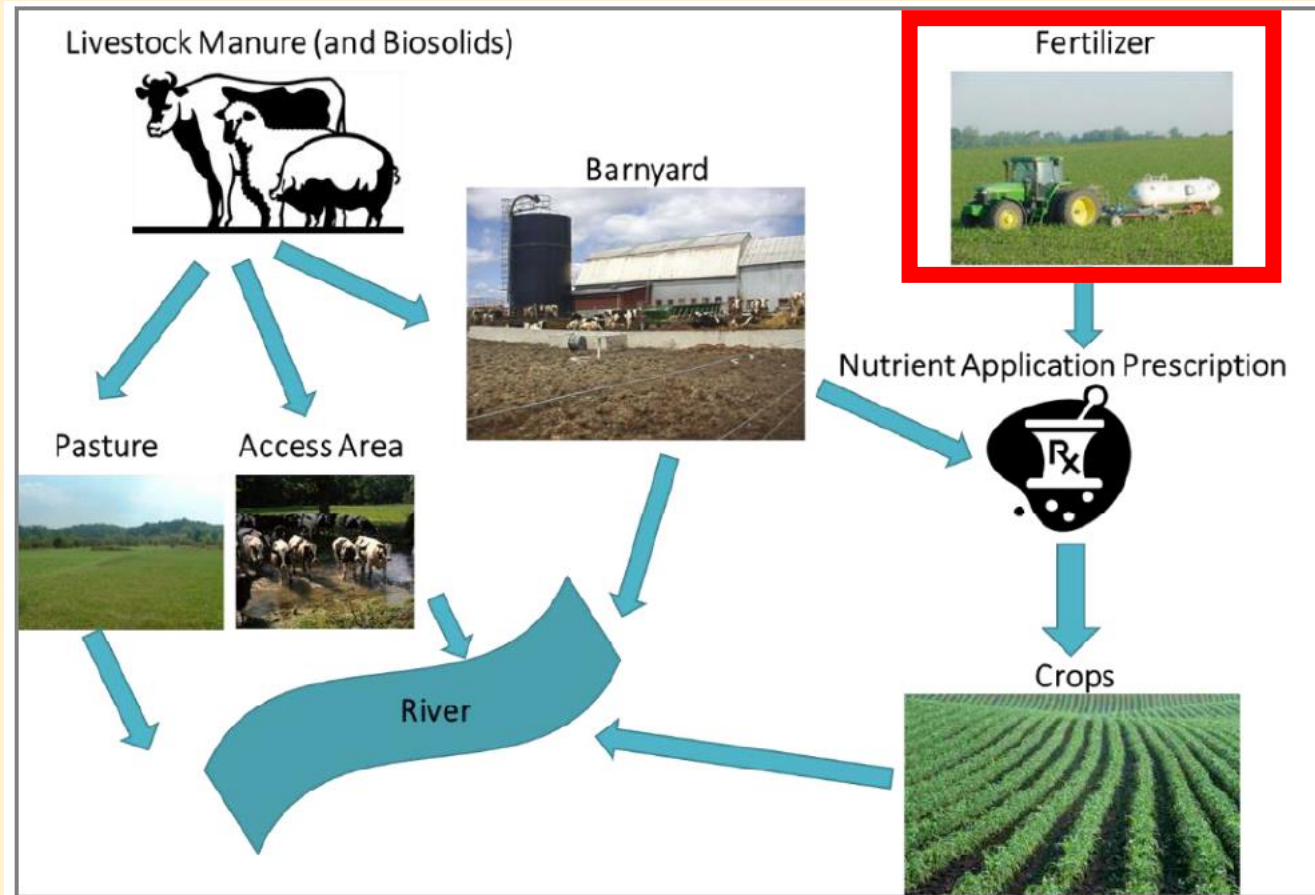 Livestock Manure (and Biosolids)
Fertilizer
Barnyard
Nutrient Application Prescription
Rx
Pasture
Access Area
Crops
River